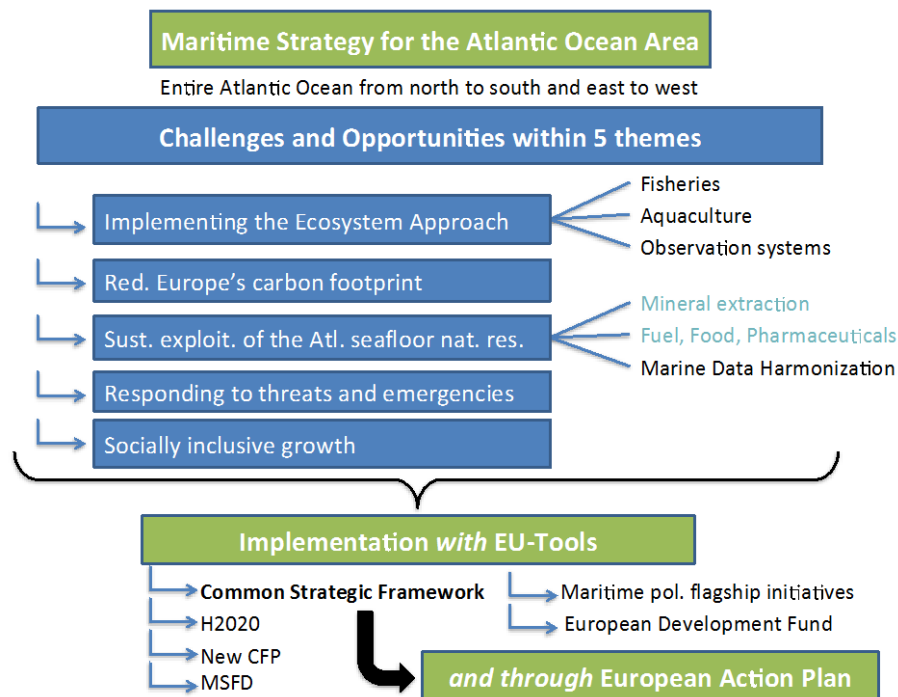 Maritime Strategy for the Atlantic Ocean Area
Entire Atlantic Ocean from north to south and east to west
Challenges and Opportunities within 5 themes
Implementing the Ecosystem Approach
Fisheries
Aquaculture
Observation systems
Red. Europe's carbon footprint
Sust. exploit. of the Atl. seafloor nat. res.
Mineral extraction
Fuel, Food, Pharmaceuticals
Marine Data Harmonization
Responding to threats and emergencies
Socially inclusive growth
Implementation with EU-Tools
Common Strategic Framework
H2020
New CFP
MSFD
Maritime pol. flagship initiatives
European Development Fund
and through European Action Plan